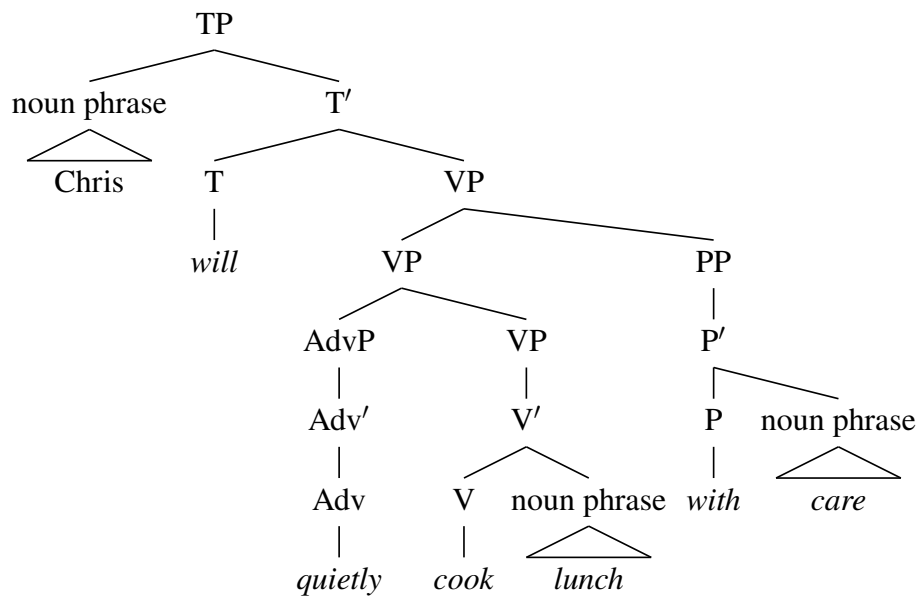 TP
noun phrase T′
Chris T VP
will VP PP
AdvP VP P′
Adv′ V′ P noun phrase
Adv V noun phrase with care
quietly cook lunch